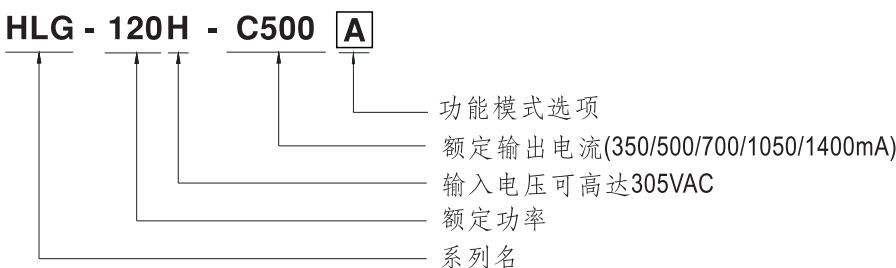 HLG - 120H - C500 A
功能模式选项
额定输出电流(350/500/700/1050/1400mA)
输入电压可高达305VAC
额定功率
系列名